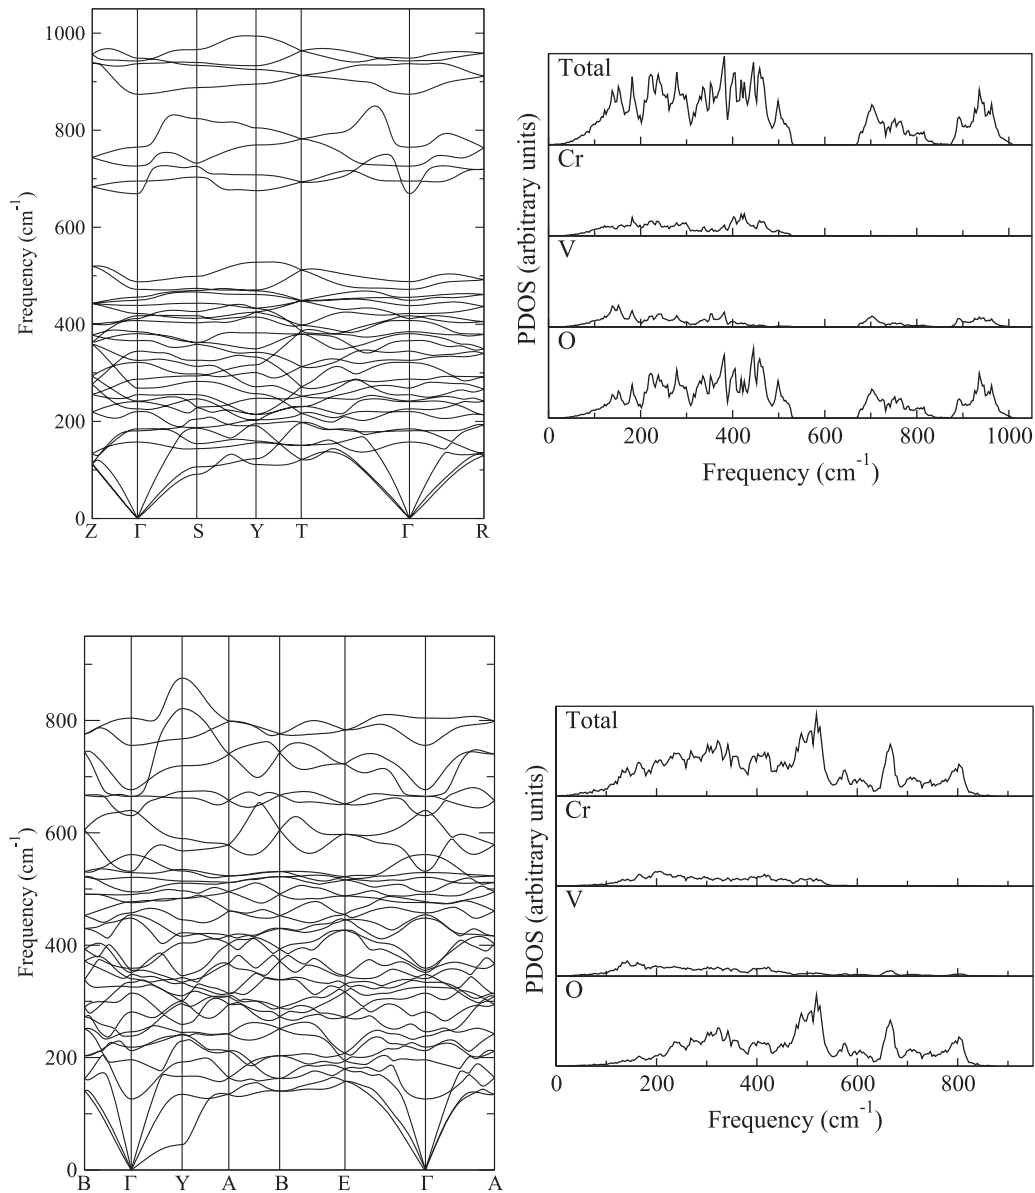 1000
800
600
400
200
0
Frequency (cm-1)
Z Γ S Y T Γ R
Total
Cr
V
O
PDOS (arbitrary units)
0 200 400 600 800 1000
Frequency (cm-1)
800
600
400
200
0
Frequency (cm-1)
B Γ Y A B E Γ A
Total
Cr
V
O
PDOS (arbitrary units)
0 200 400 600 800
Frequency (cm-1)